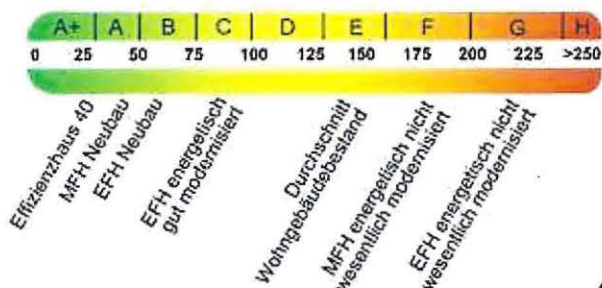 A+ A B C D E F G H
0 25 50 75 100 125 150 175 200 225 >250
Effizienzhaus 40
MFH Neubau
EFH Neubau
EFH energetisch
gut modernisiert
Durchschnitt
Wohngebäudebestand
MFH energetisch nicht
wesentlich modernisiert
EFH energetisch nicht
wesentlich modernisiert